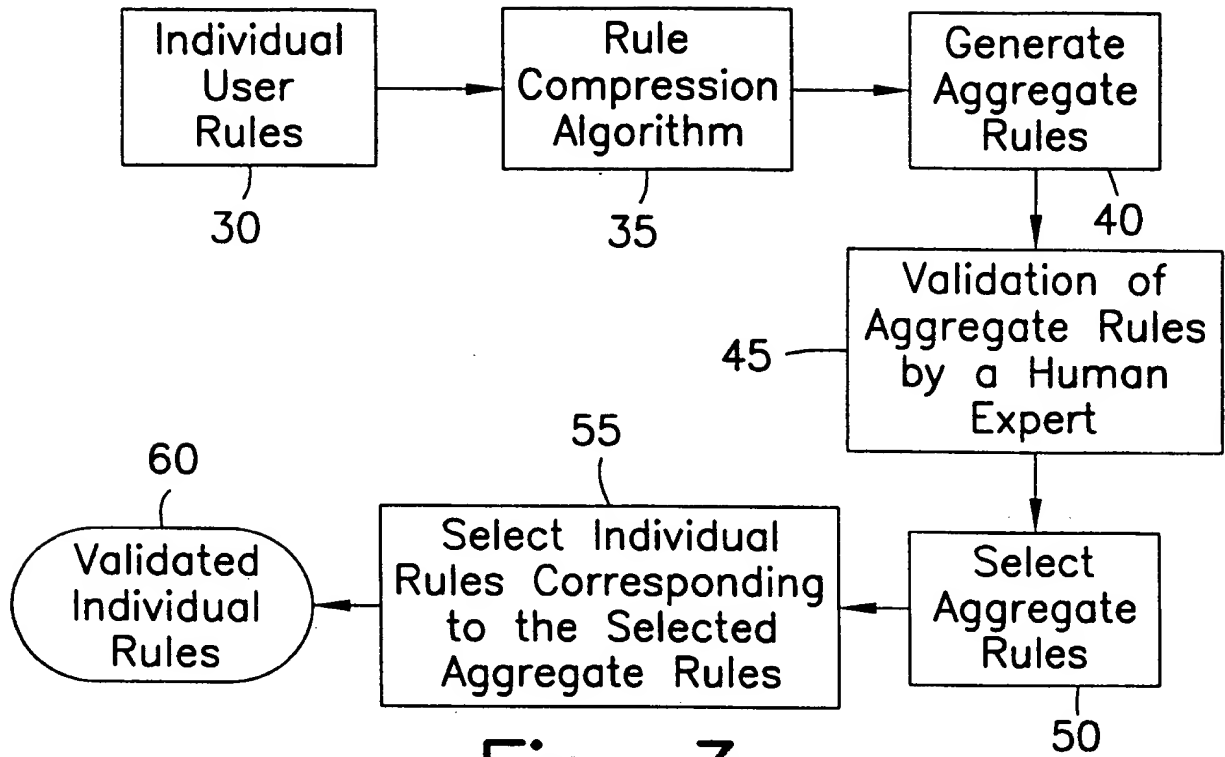 Individual
User
Rules
30
Rule
Compression
Algorithm
35
Generate
Aggregate
Rules
40
Validation of
Aggregate Rules
by a Human
Expert
45
Select
Aggregate
Rules
50
55
Select Individual
Rules Corresponding
to the Selected
Aggregate Rules
60
Validated
Individual
Rules